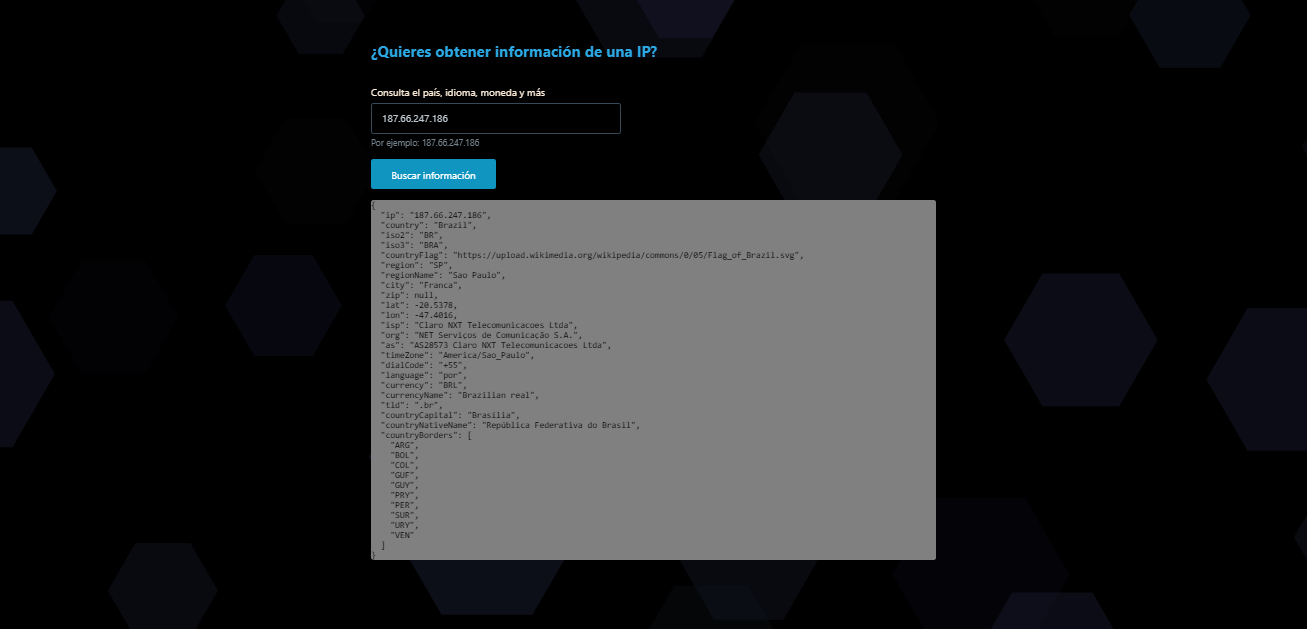 ¿Quieres obtener información de una IP?
Consulta el país, idioma, moneda y más
187.66.247.186
Por ejemplo: 187.66.247.186
Buscar información
{
  "ip": "187.66.247.186",
  "country": "Brazil",
  "iso2": "BR",
  "iso3": "BRA",
  "countryFlag": "https://upload.wikimedia.org/wikipedia/commons/0/05/Flag_of_Brazil.svg",
  "region": "SP",
  "regionName": "Sao Paulo",
  "city": "Franca",
  "zip": null,
  "lat": -20.5378,
  "lon": -47.4016,
  "isp": "Claro NXT Telecomunicacoes Ltda",
  "org": "NET Serviços de Comunicação S.A.",
  "as": "AS28573 Claro NXT Telecomunicacoes Ltda",
  "timeZone": "America/Sao_Paulo",
  "dialCode": "+55",
  "language": "por",
  "currency": "BRL",
  "currencyName": "Brazilian real",
  "tld": ".br",
  "countryCapital": "Brasília",
  "countryNativeName": "República Federativa do Brasil",
  "countryBorders": [
    "ARG",
    "BOL",
    "COL",
    "GUF",
    "GUY",
    "PRY",
    "PER",
    "SUR",
    "URY",
    "VEN"
  ]
}